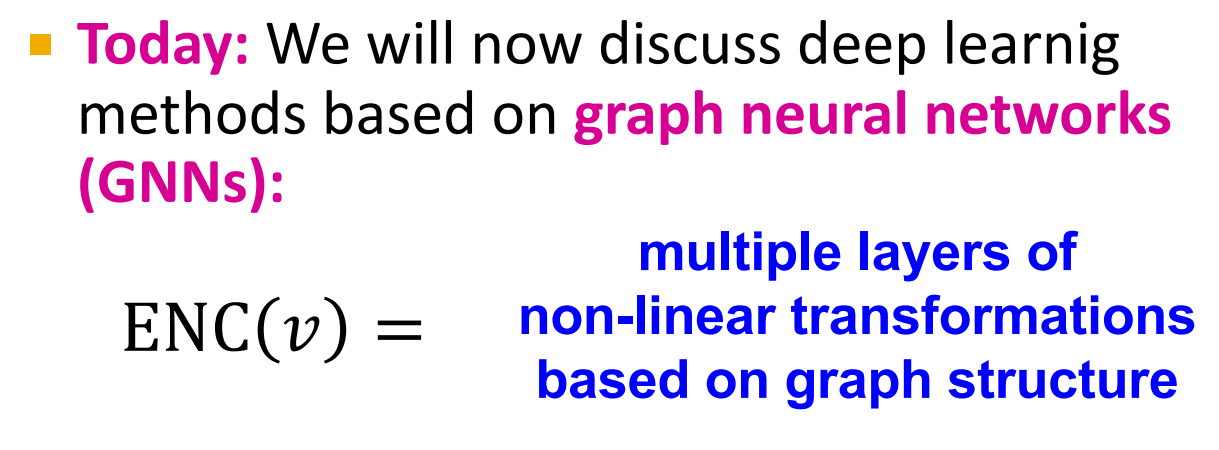 Today: We will now discuss deep learnig
methods based on graph neural networks
(GNNs):
multiple layers of
ENC(𝑣) = non-linear transformations
based on graph structure